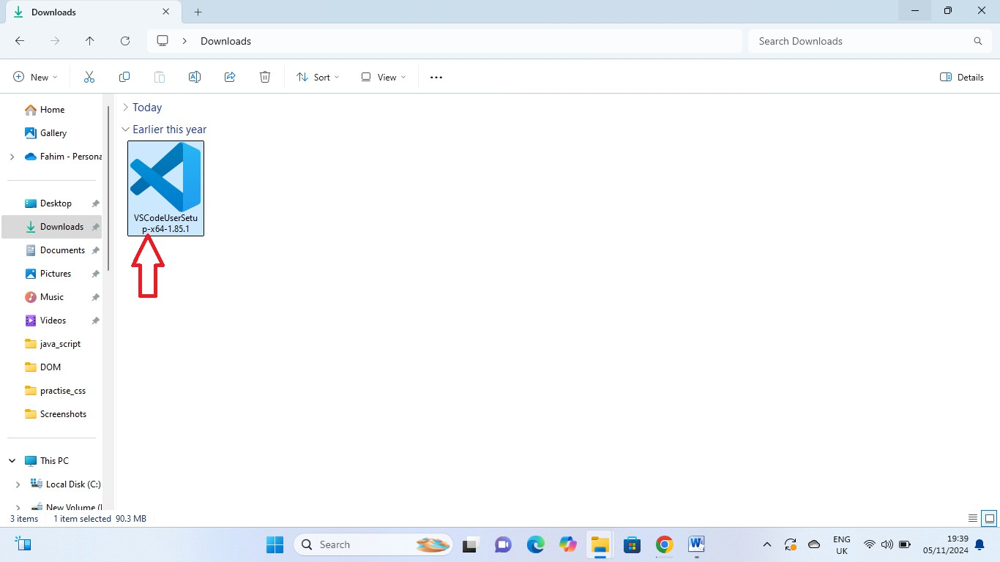 Downloads
Downloads
Search Downloads
New
Sort
View
Details
Home
Gallery
Fahim - Persona
Desktop
Downloads
Documents
Pictures
Music
Videos
java_script
DOM
practise_css
Screenshots
This PC
Local Disk (C:)
New Volume (
Today
Earlier this year
VSCodeUserSetu
p-x64-1.85.1
3 items 1 item selected 90.3 MB
Search
ENG
UK
19:39
05/11/2024